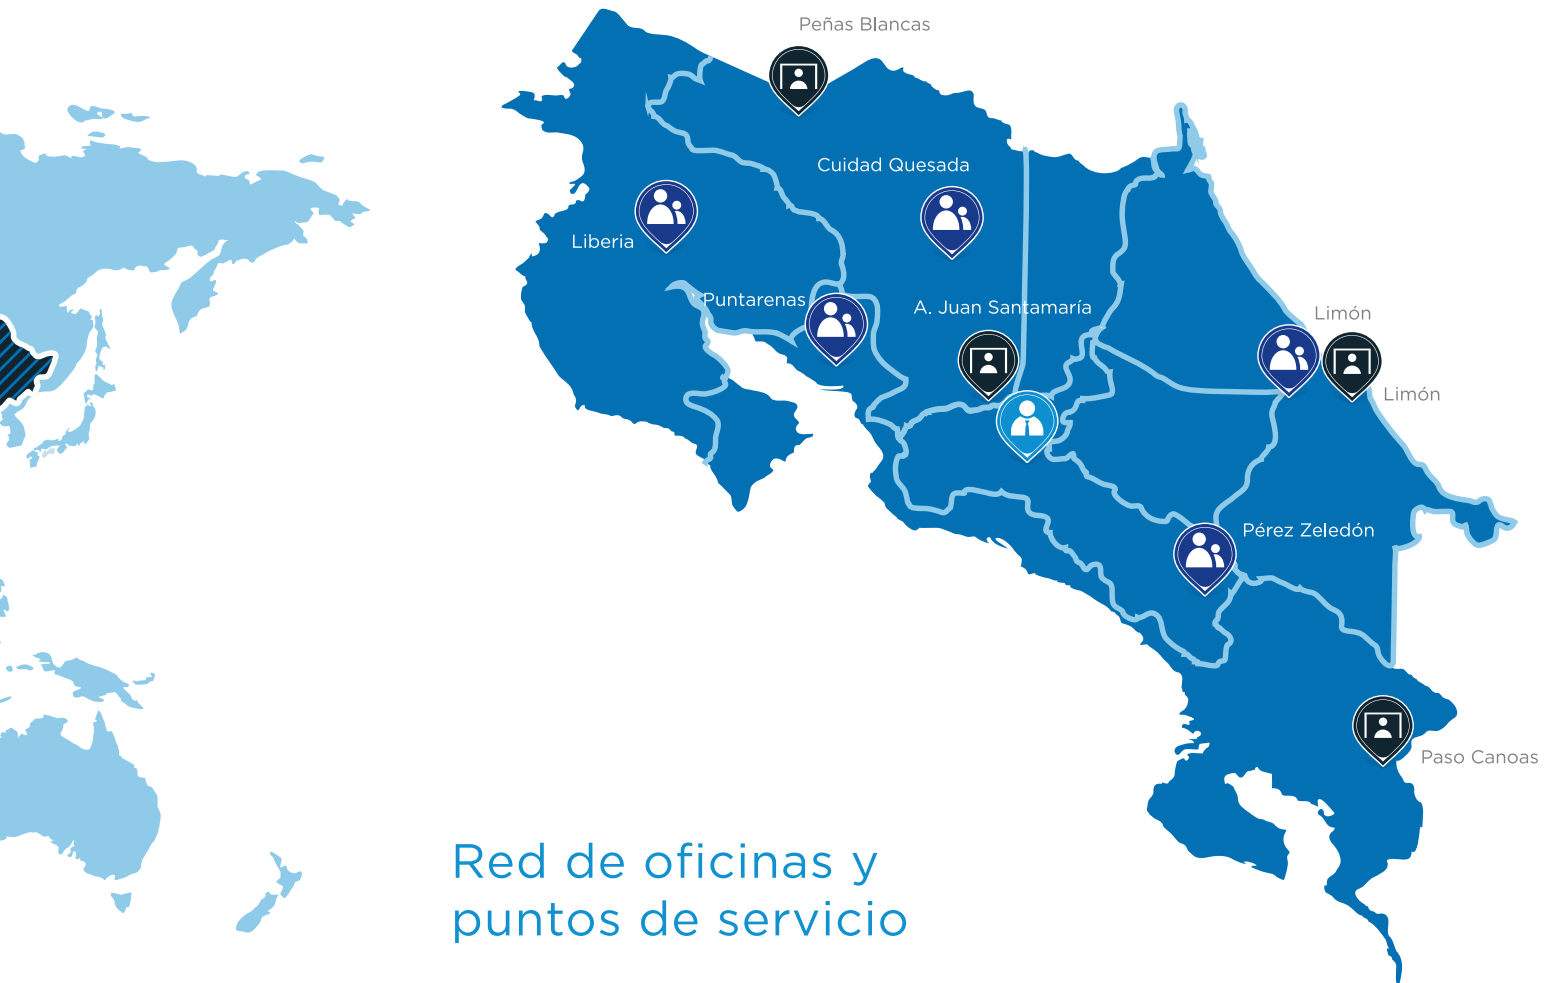 Peñas Blancas
Cuidad Quesada
Liberia
Puntarenas
A. Juan Santamaría
Limón
Limón
Pérez Zeledón
Paso Canoas
Red de oficinas y
puntos de servicio